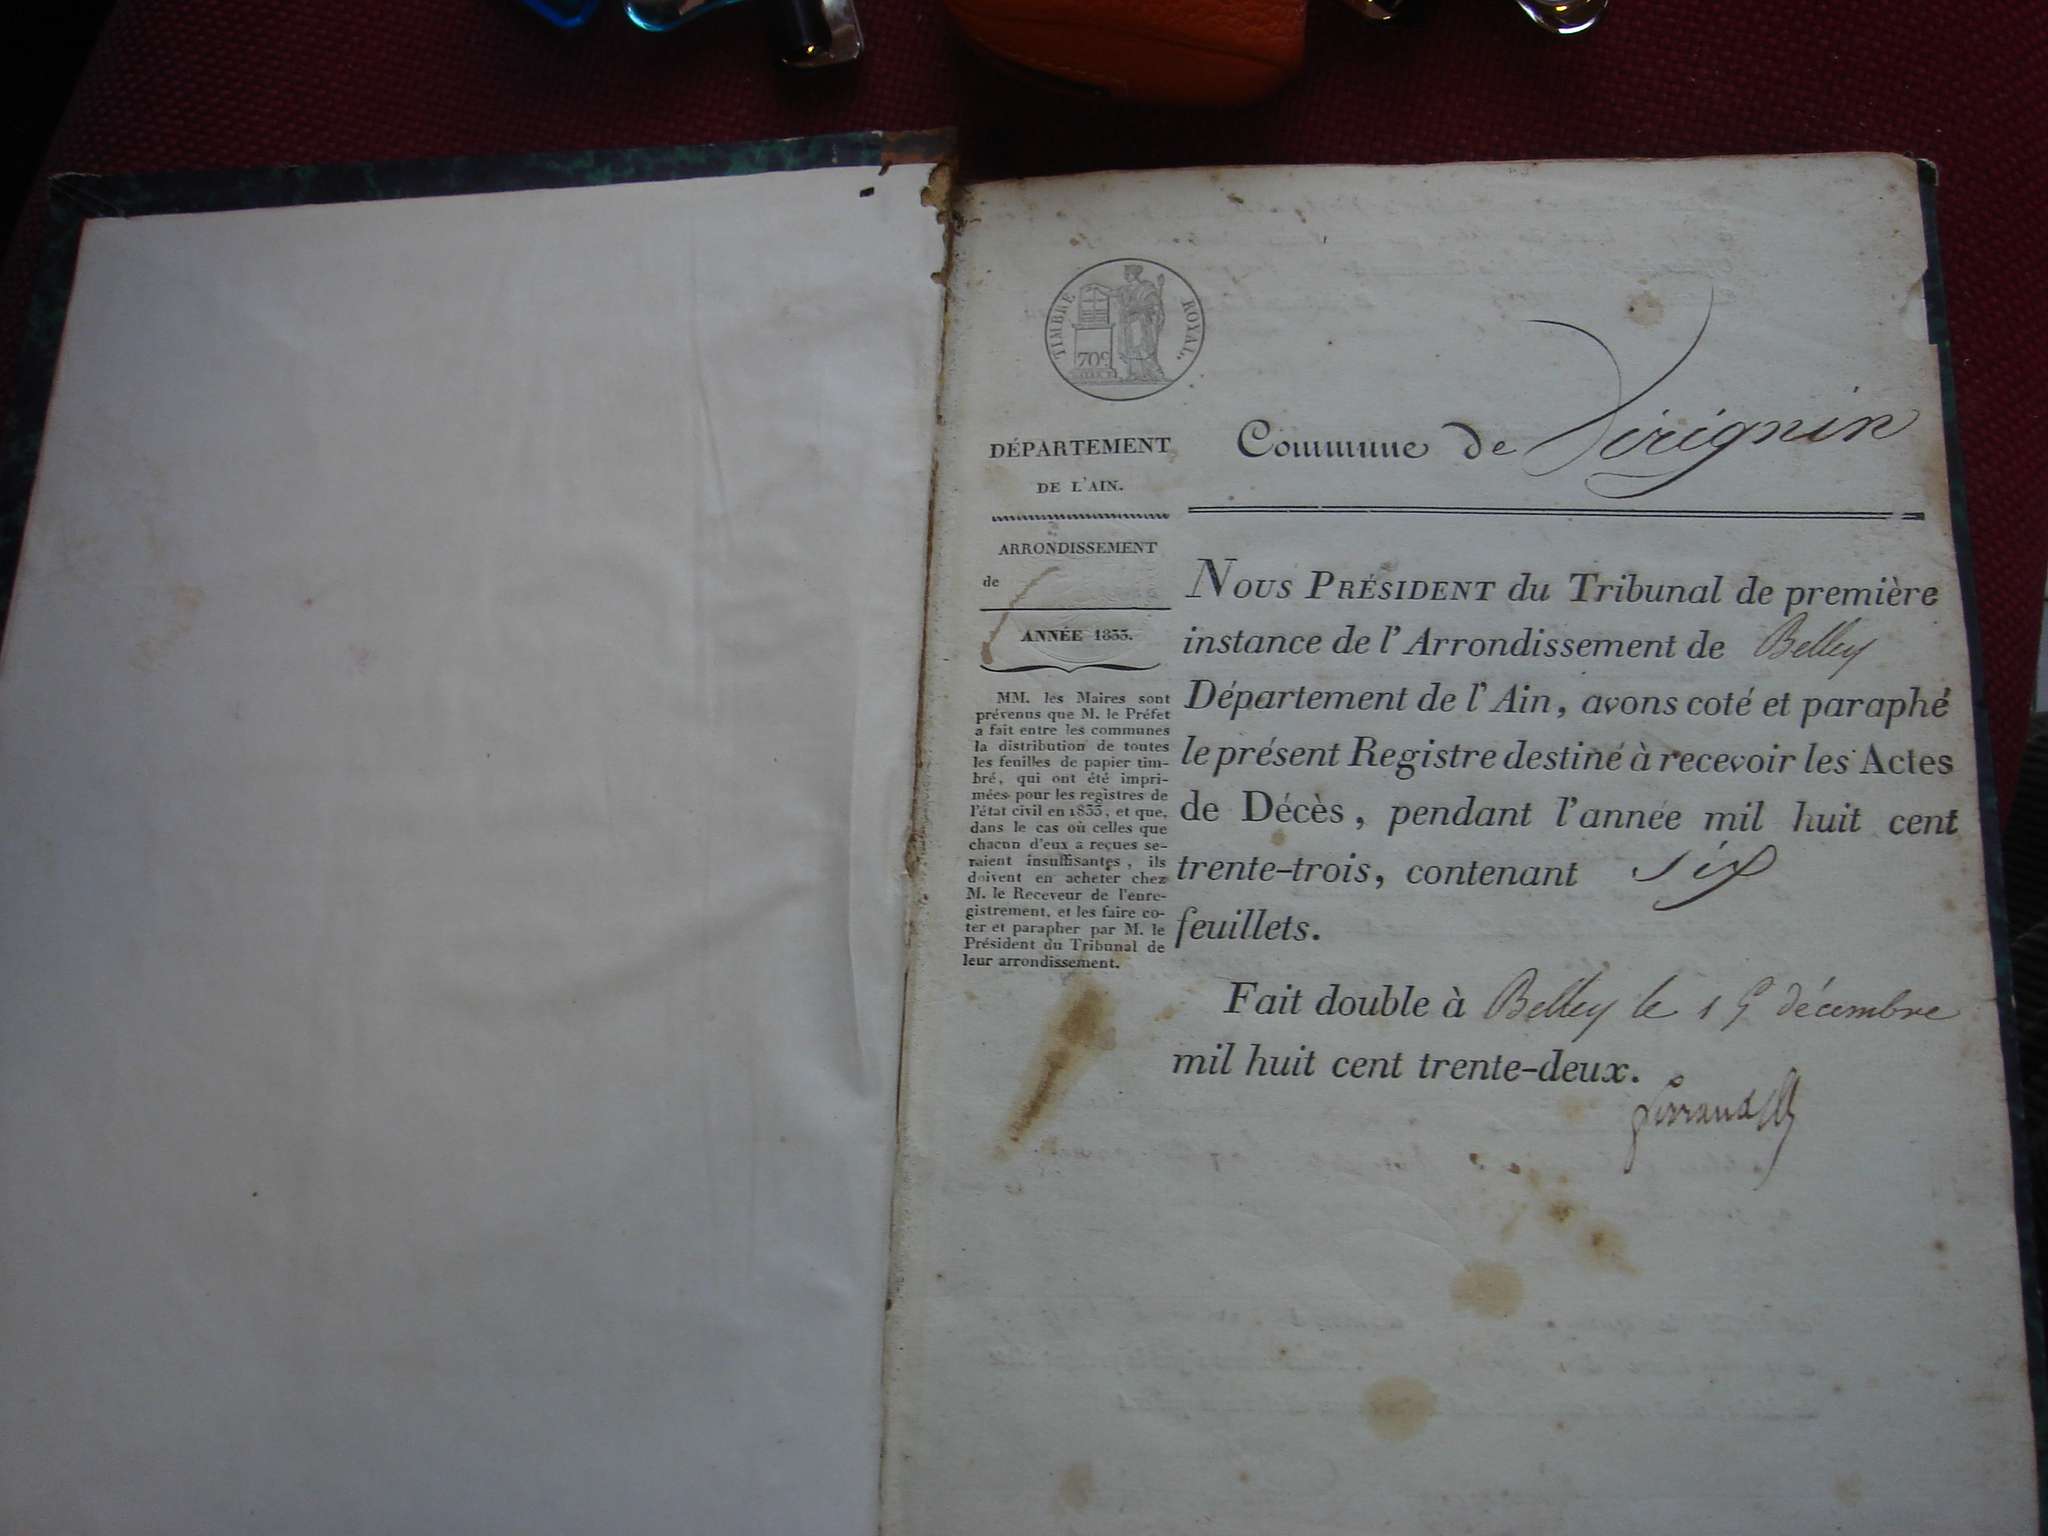 TIMBRE ROYAL.
70c
DÉPARTEMENT
DE L'AIN.
ARRONDISSEMENT
de
ANNÉE 1833.
MM. les Maires sont
prévenus que M. le Préfet
a fait entre les communes
la distribution de toutes
les feuilles de papier tim-
bré, qui ont été impri-
mées pour les registres de
l'état civil en 1833, et que,
dans le cas où celles que
chacun d'eux a reçues se-
raient insuffisantes, ils
doivent en acheter chez
M. le Receveur de l'enre-
gistrement, et les faire co-
ter et parapher par M. le
Président du Tribunal de
leur arrondissement.
Commune de Virignin
NOUS PRÉSIDENT du Tribunal de première
instance de l'Arrondissement de Belley
Département de l'Ain, avons coté et paraphé
le présent Registre destiné à recevoir les Actes
de Décès, pendant l'année mil huit cent
trente-trois, contenant six
feuillets.
Fait double à Belley le 15 décembre
mil huit cent trente-deux.